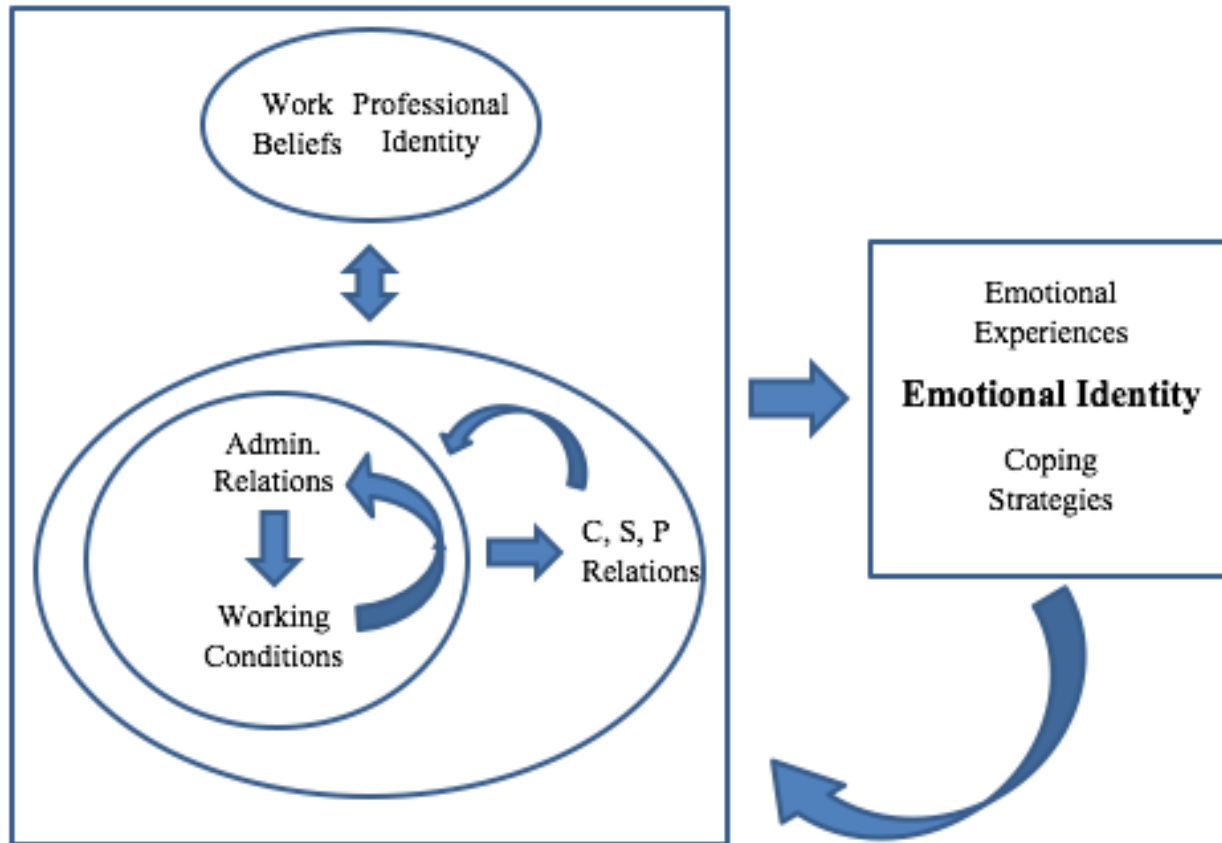 Work Professional
Beliefs Identity
Admin.
Relations
Working
Conditions
C, S, P
Relations
Emotional
Experiences
Emotional Identity
Coping
Strategies